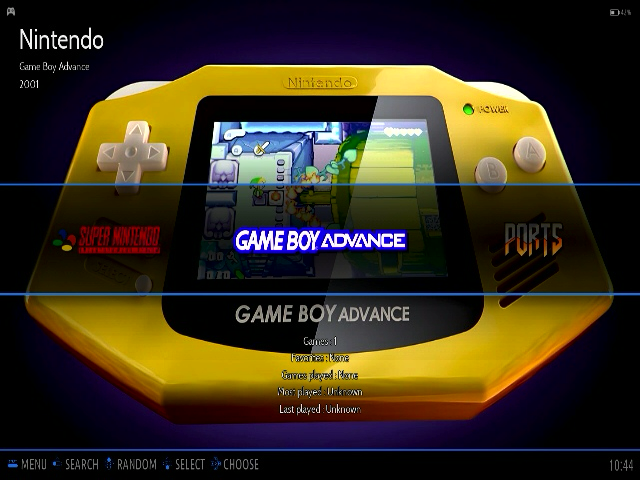 Nintendo
Game Boy Advance
2001
Nintendo
POWER
A
B
SUPER NINTENDO
GAME BOY ADVANCE
PORTS
GAME BOY ADVANCE
Games : 1
Favorites : None
Games played : None
Most played : Unknown
Last played : Unknown
MENU SEARCH RANDOM SELECT CHOOSE
10:44